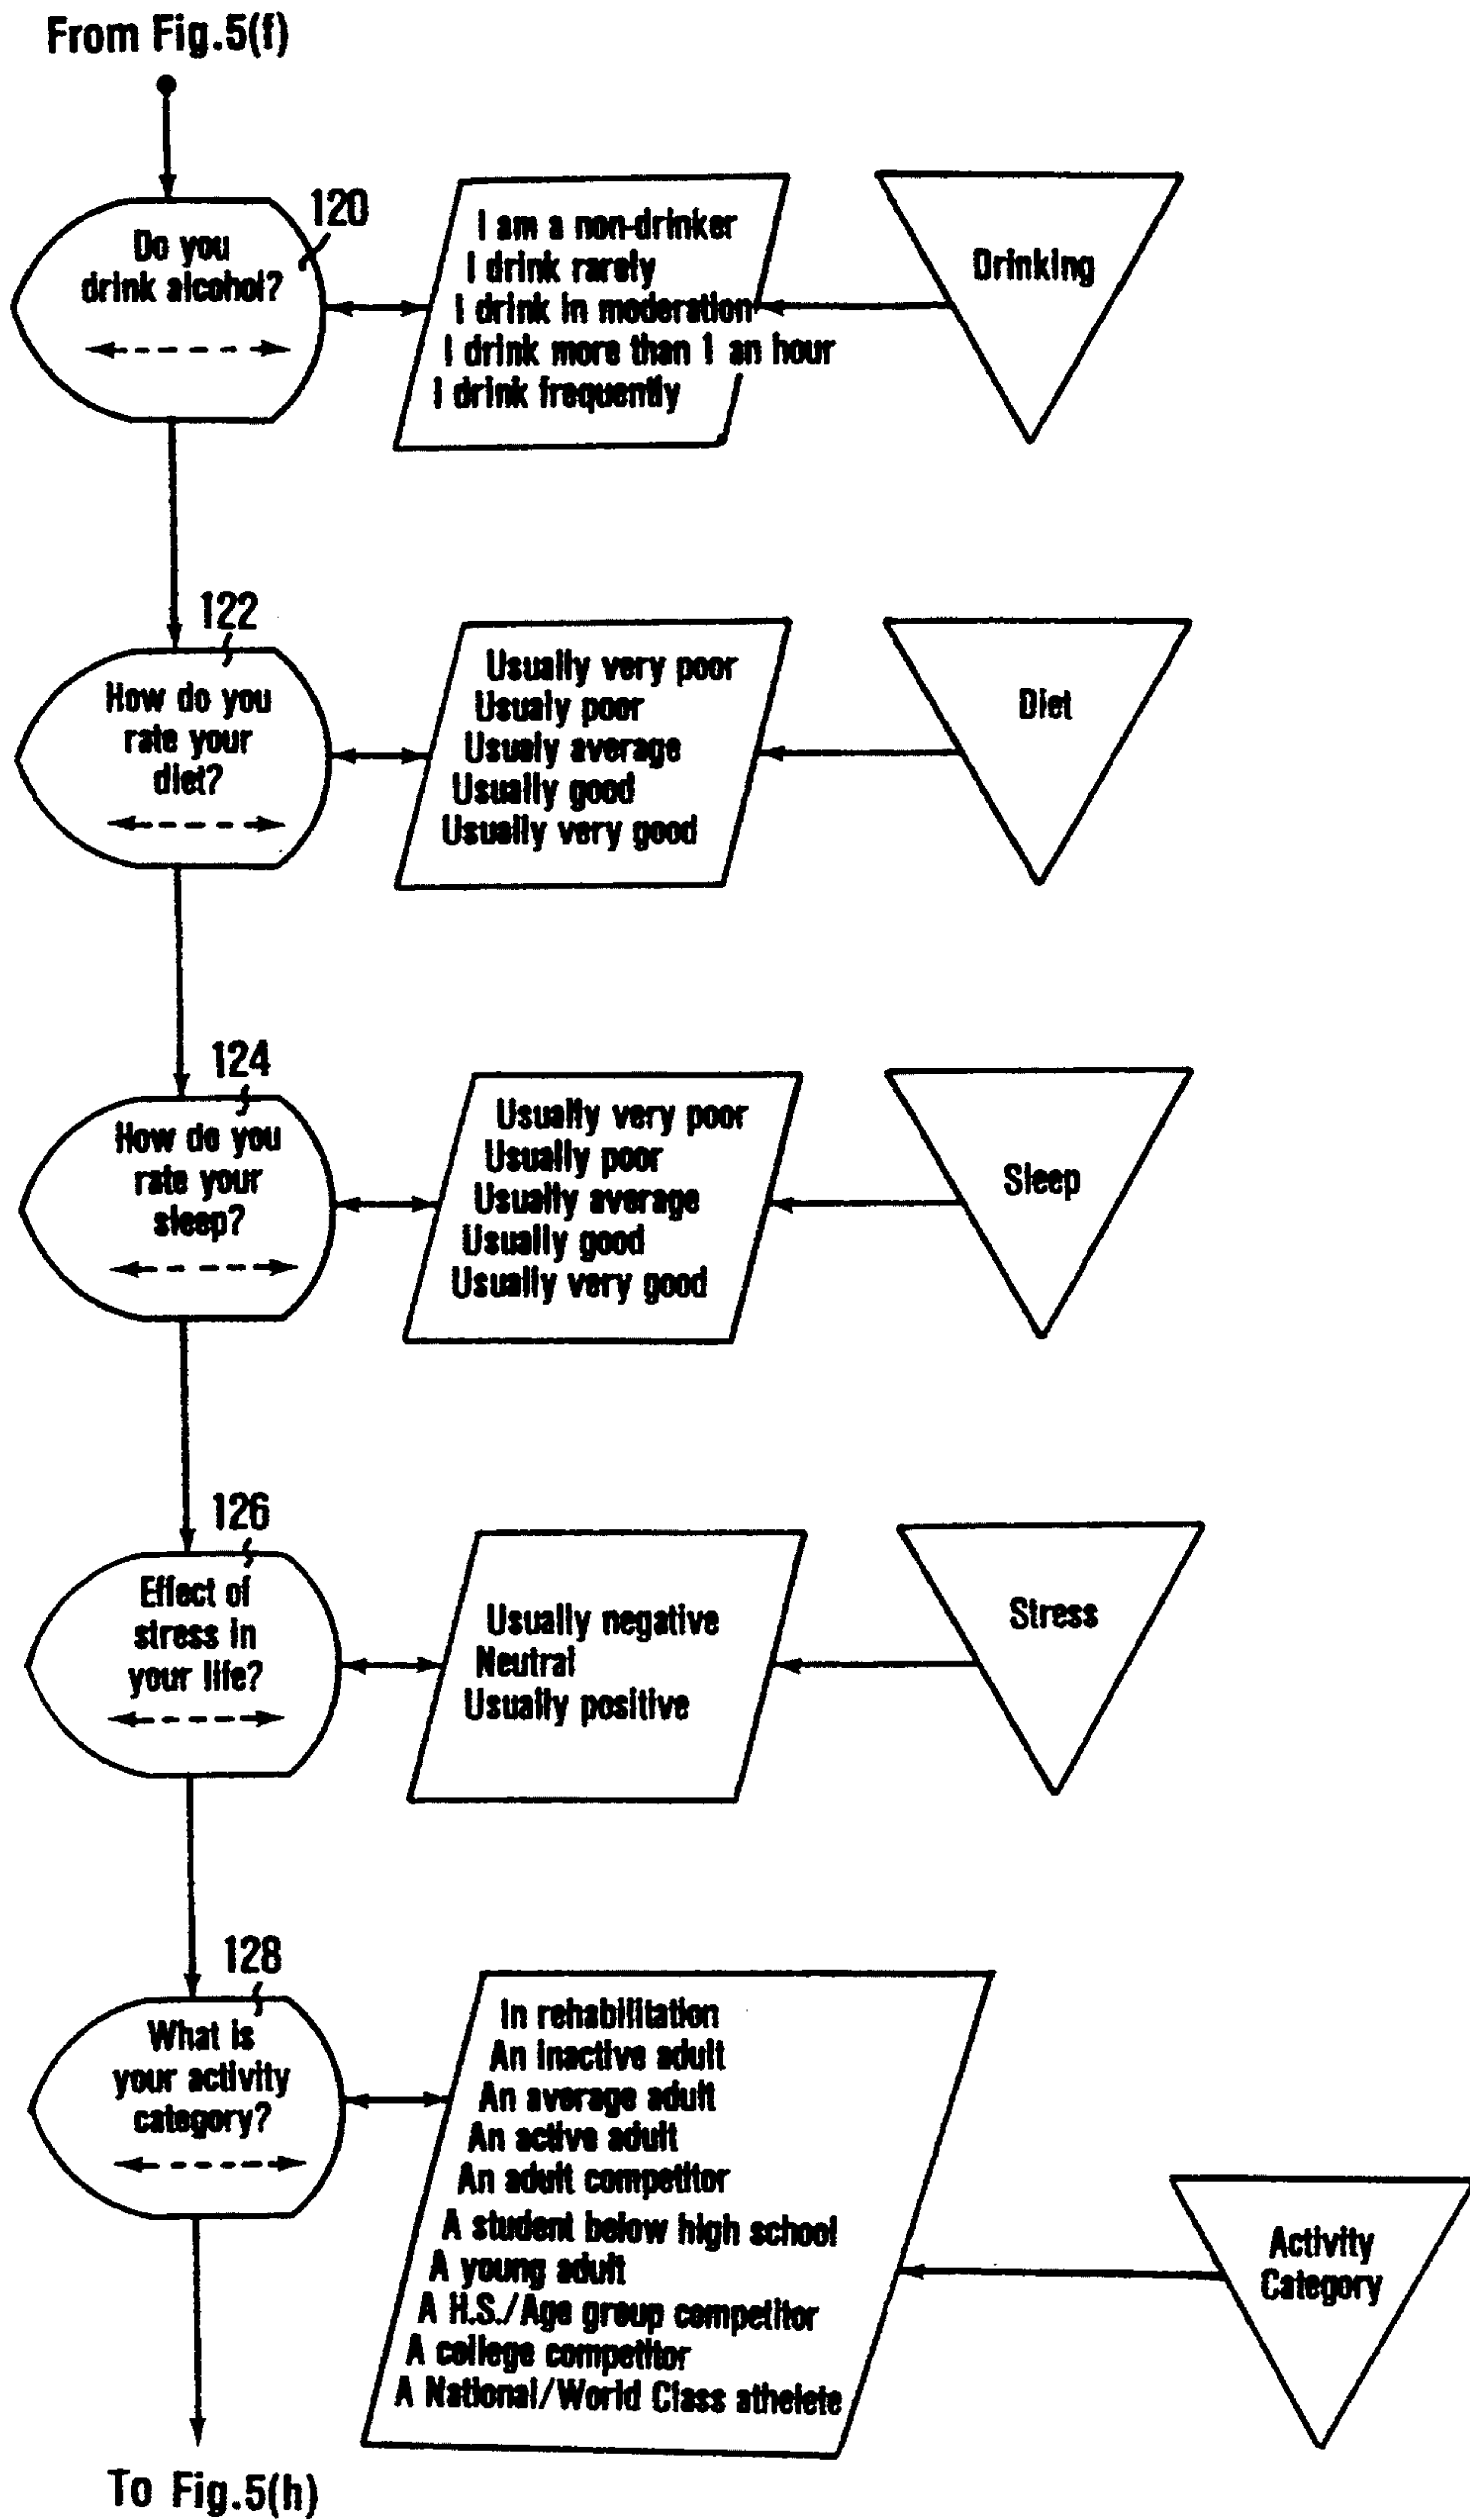 From Fig.5(f)
120
Do you
drink alcohol?
I am a non-drinker
I drink rarely
I drink in moderation
I drink more than 1 an hour
I drink frequently
Drinking
122
How do you
rate your
diet?
Usually very poor
Usualy poor
Usualy average
Usually good
Usually very good
Diet
124
How do you
rate your
sleep?
Usually very poor
Usually poor
Usually average
Usually good
Usually very good
Sleep
126
Effect of
stress in
your life?
Usually negative
Neutral
Usually positive
Stress
128
What is
your activity
category?
In rehabilitation
An inactive adult
An average adult
An active adult
An adult competitor
A student below high school
A young adult
A H.S./Age group competitor
A college competitor
A National/World Class athelete
Activity
Category
To Fig.5(h)